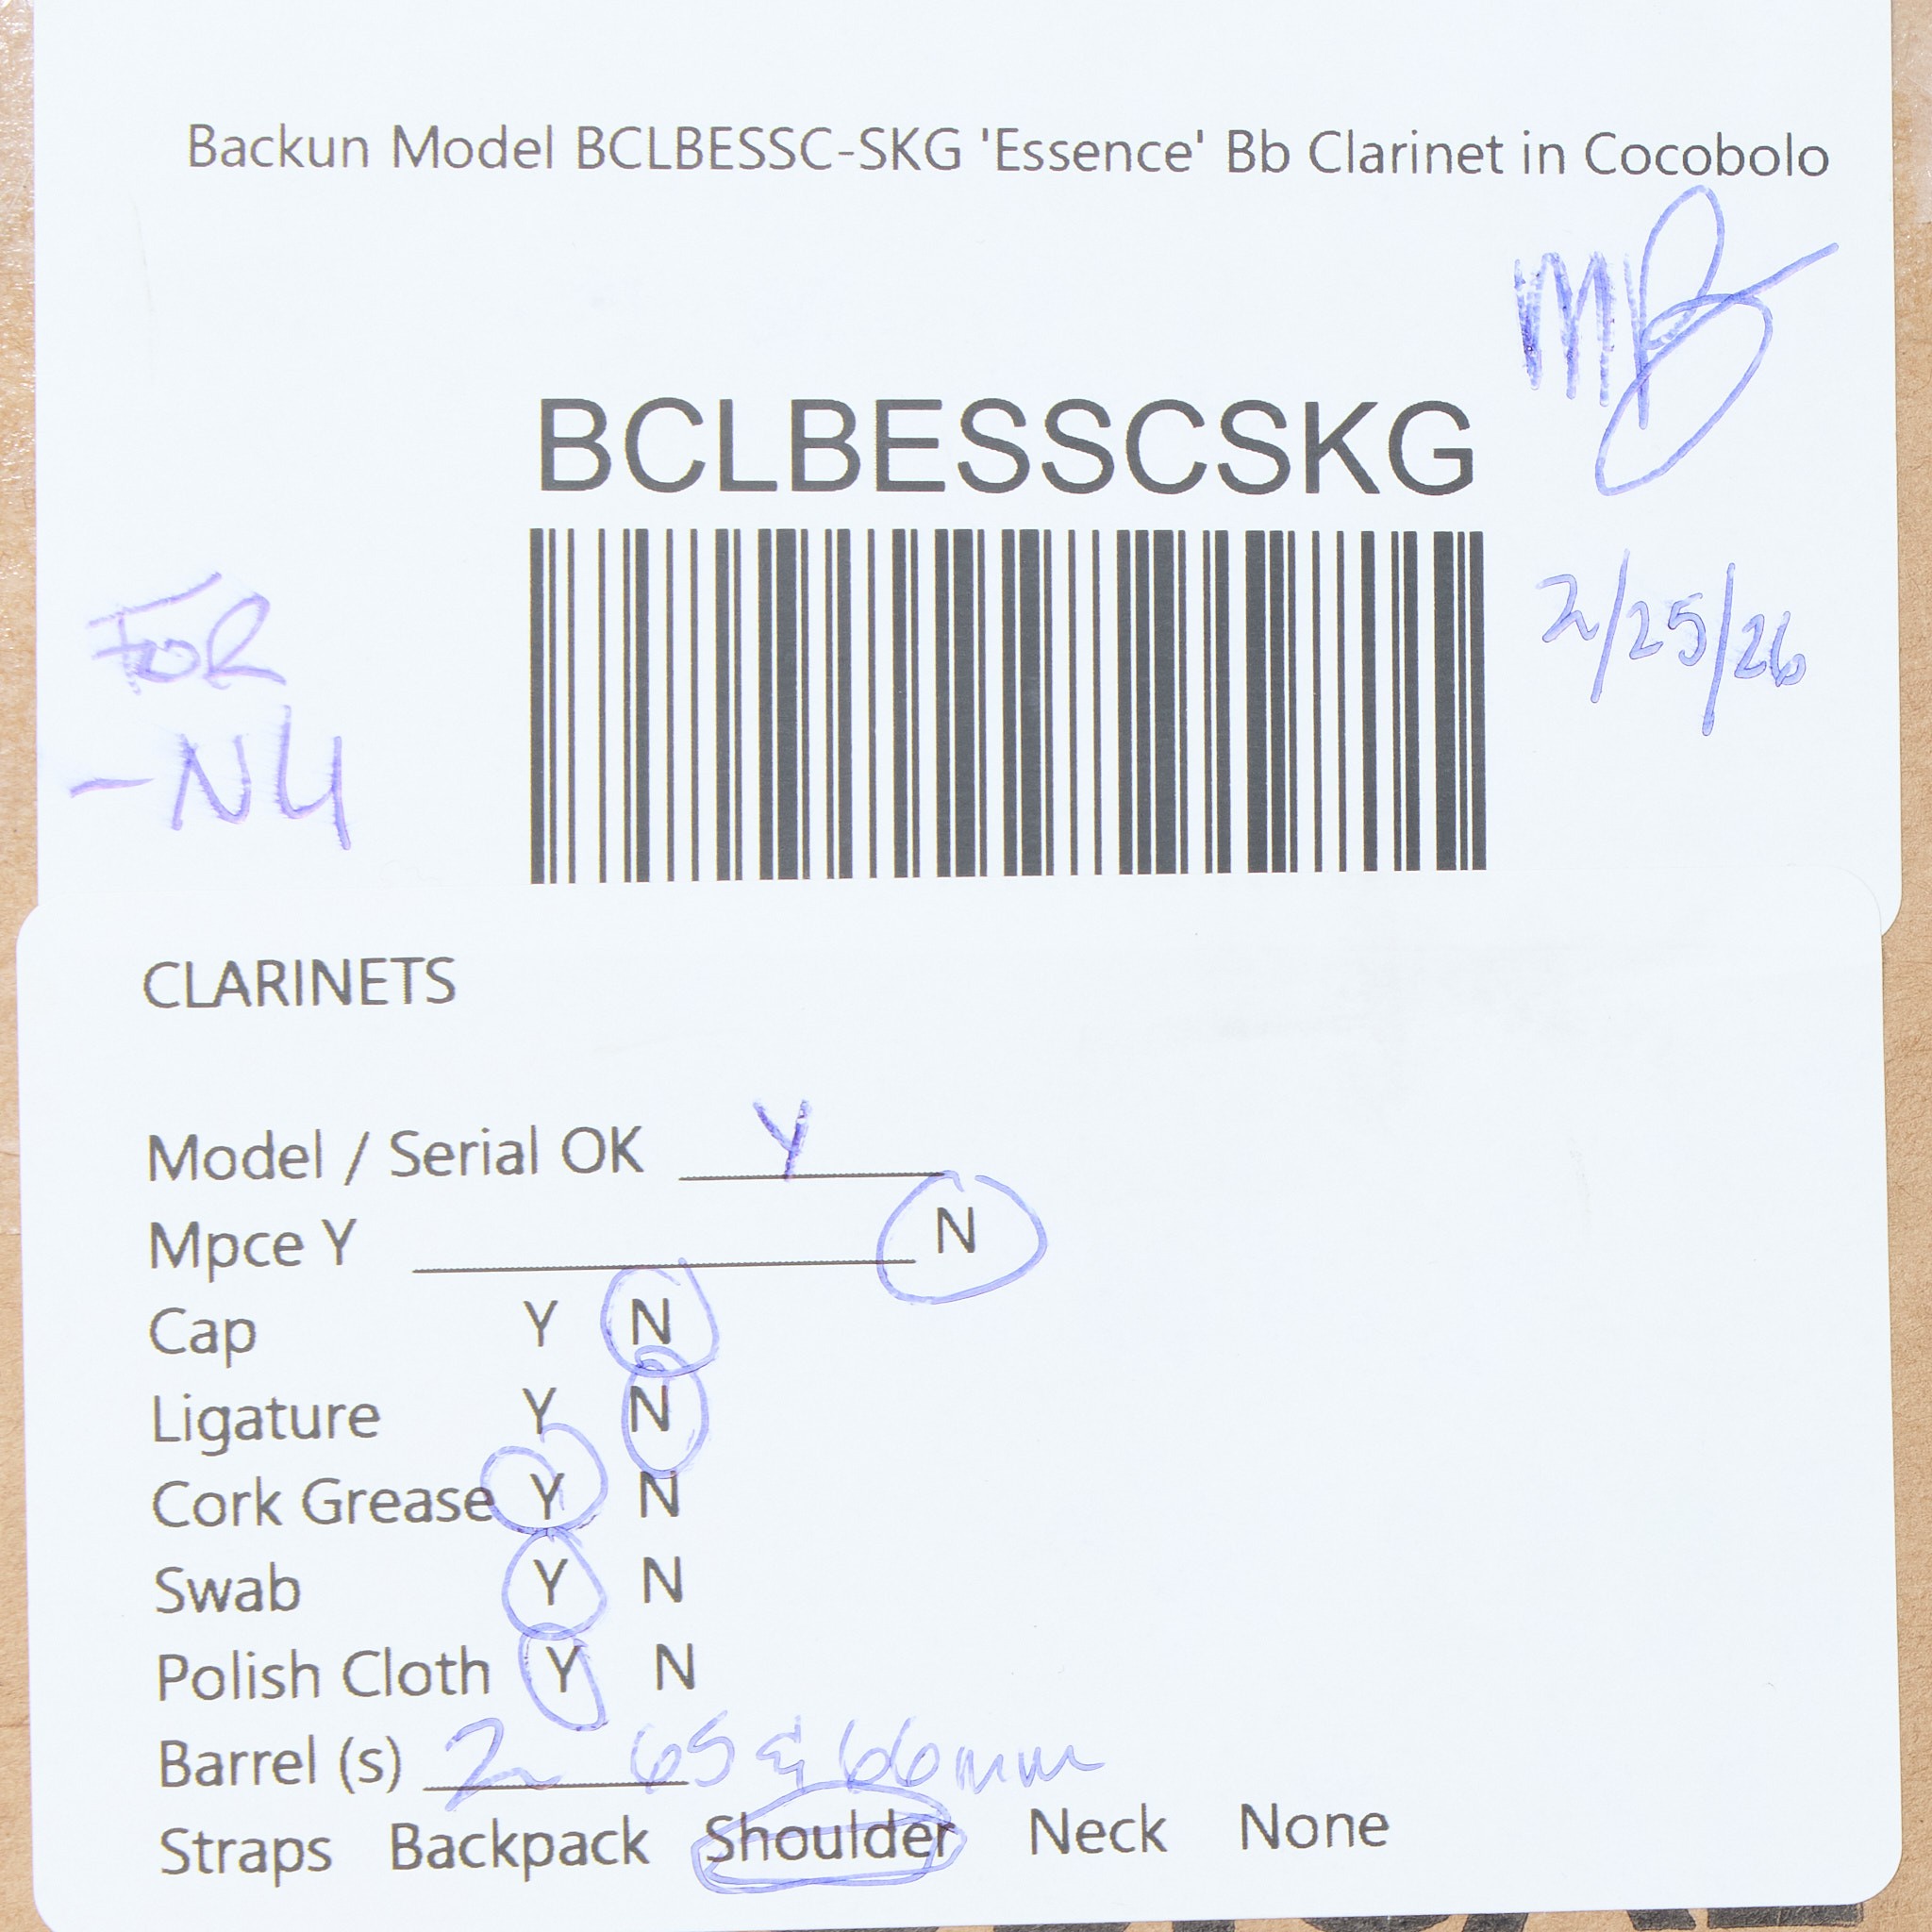 Backun Model BCLBESSC-SKG 'Essence' Bb Clarinet in Cocobolo
MB
BCLBESSCSKG
2/25/26
FOR
CLARINETS
Model / Serial OK Y
Mpce Y N
Cap Y N
Ligature Y N
Cork Grease Y N
Swab Y N
Polish Cloth Y N
Barrel (s) 2 65 & 66mm
Straps Backpack Shoulder Neck None